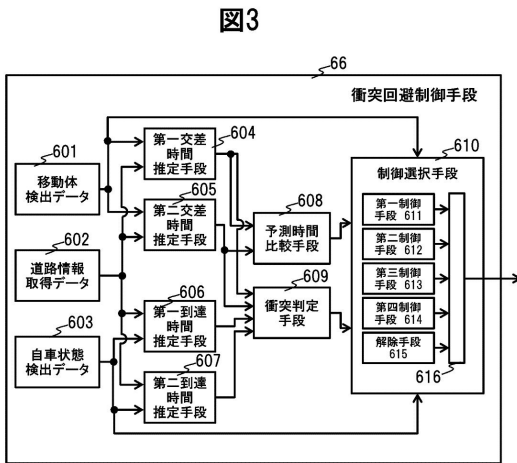 図3
66
衝突回避制御手段
601
移動体
検出データ
602
道路情報
取得データ
603
自車状態
検出データ
604
第一交差
時間
推定手段
605
第二交差
時間
推定手段
606
第一到達
時間
推定手段
607
第二到達
時間
推定手段
608
予測時間
比較手段
609
衝突判定
手段
610
制御選択手段
第一制御
手段 611
第二制御
手段 612
第三制御
手段 613
第四制御
手段 614
解除手段
615
616